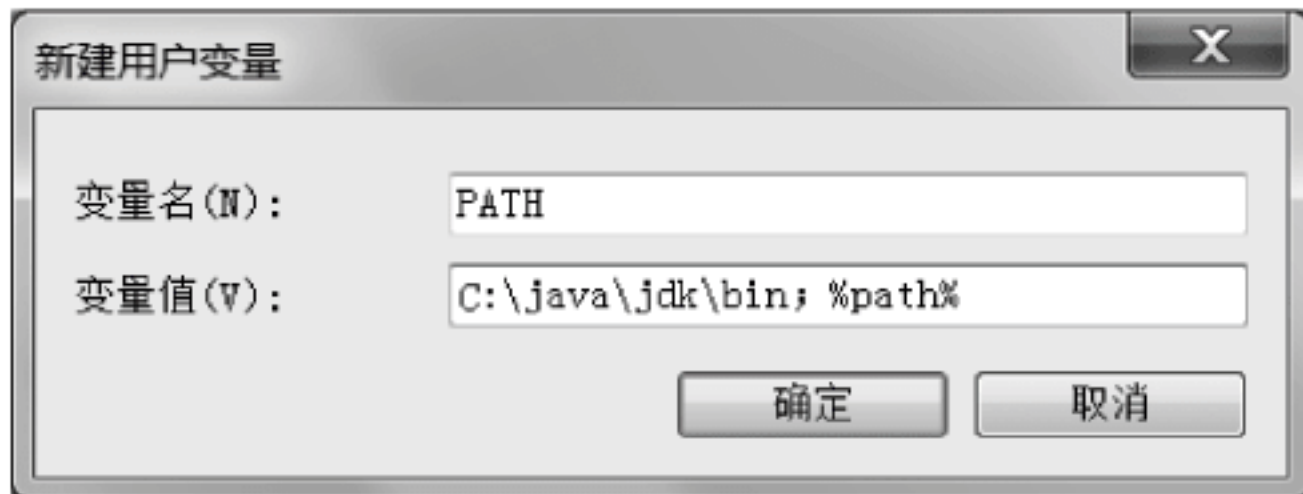 新建用户变量
变量名(N):
PATH
变量值(V):
C:\java\jdk\bin; %path%
确定
取消